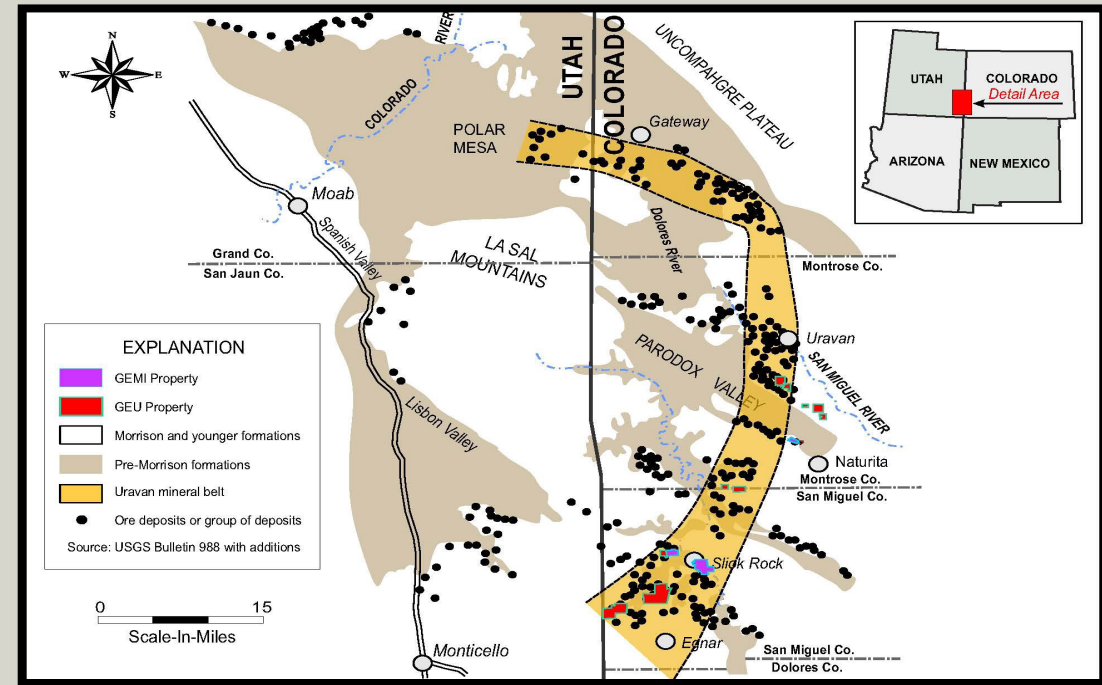 N
W
E
S
RIVER
COLORADO
UTAH
COLORADO
UNCOMPAHGRE PLATEAU
Gateway
POLAR
MESA
Moab
Spanish Valley
Grand Co.
San Jaun Co.
LA SAL
MOUNTAINS
Dolores River
Montrose Co.
Uravan
SAN MIGUEL RIVER
PARODOX VALLEY
Lisbon Valley
Naturita
Montrose Co.
San Miguel Co.
Slick Rock
Egnar
San Miguel Co.
Dolores Co.
Monticello
UTAH
COLORADO
Detail Area
ARIZONA
NEW MEXICO
EXPLANATION
GEMI Property
GEU Property
Morrison and younger formations
Pre-Morrison formations
Uravan mineral belt
Ore deposits or group of deposits
Source: USGS Bulletin 988 with additions
0 15
Scale-In-Miles